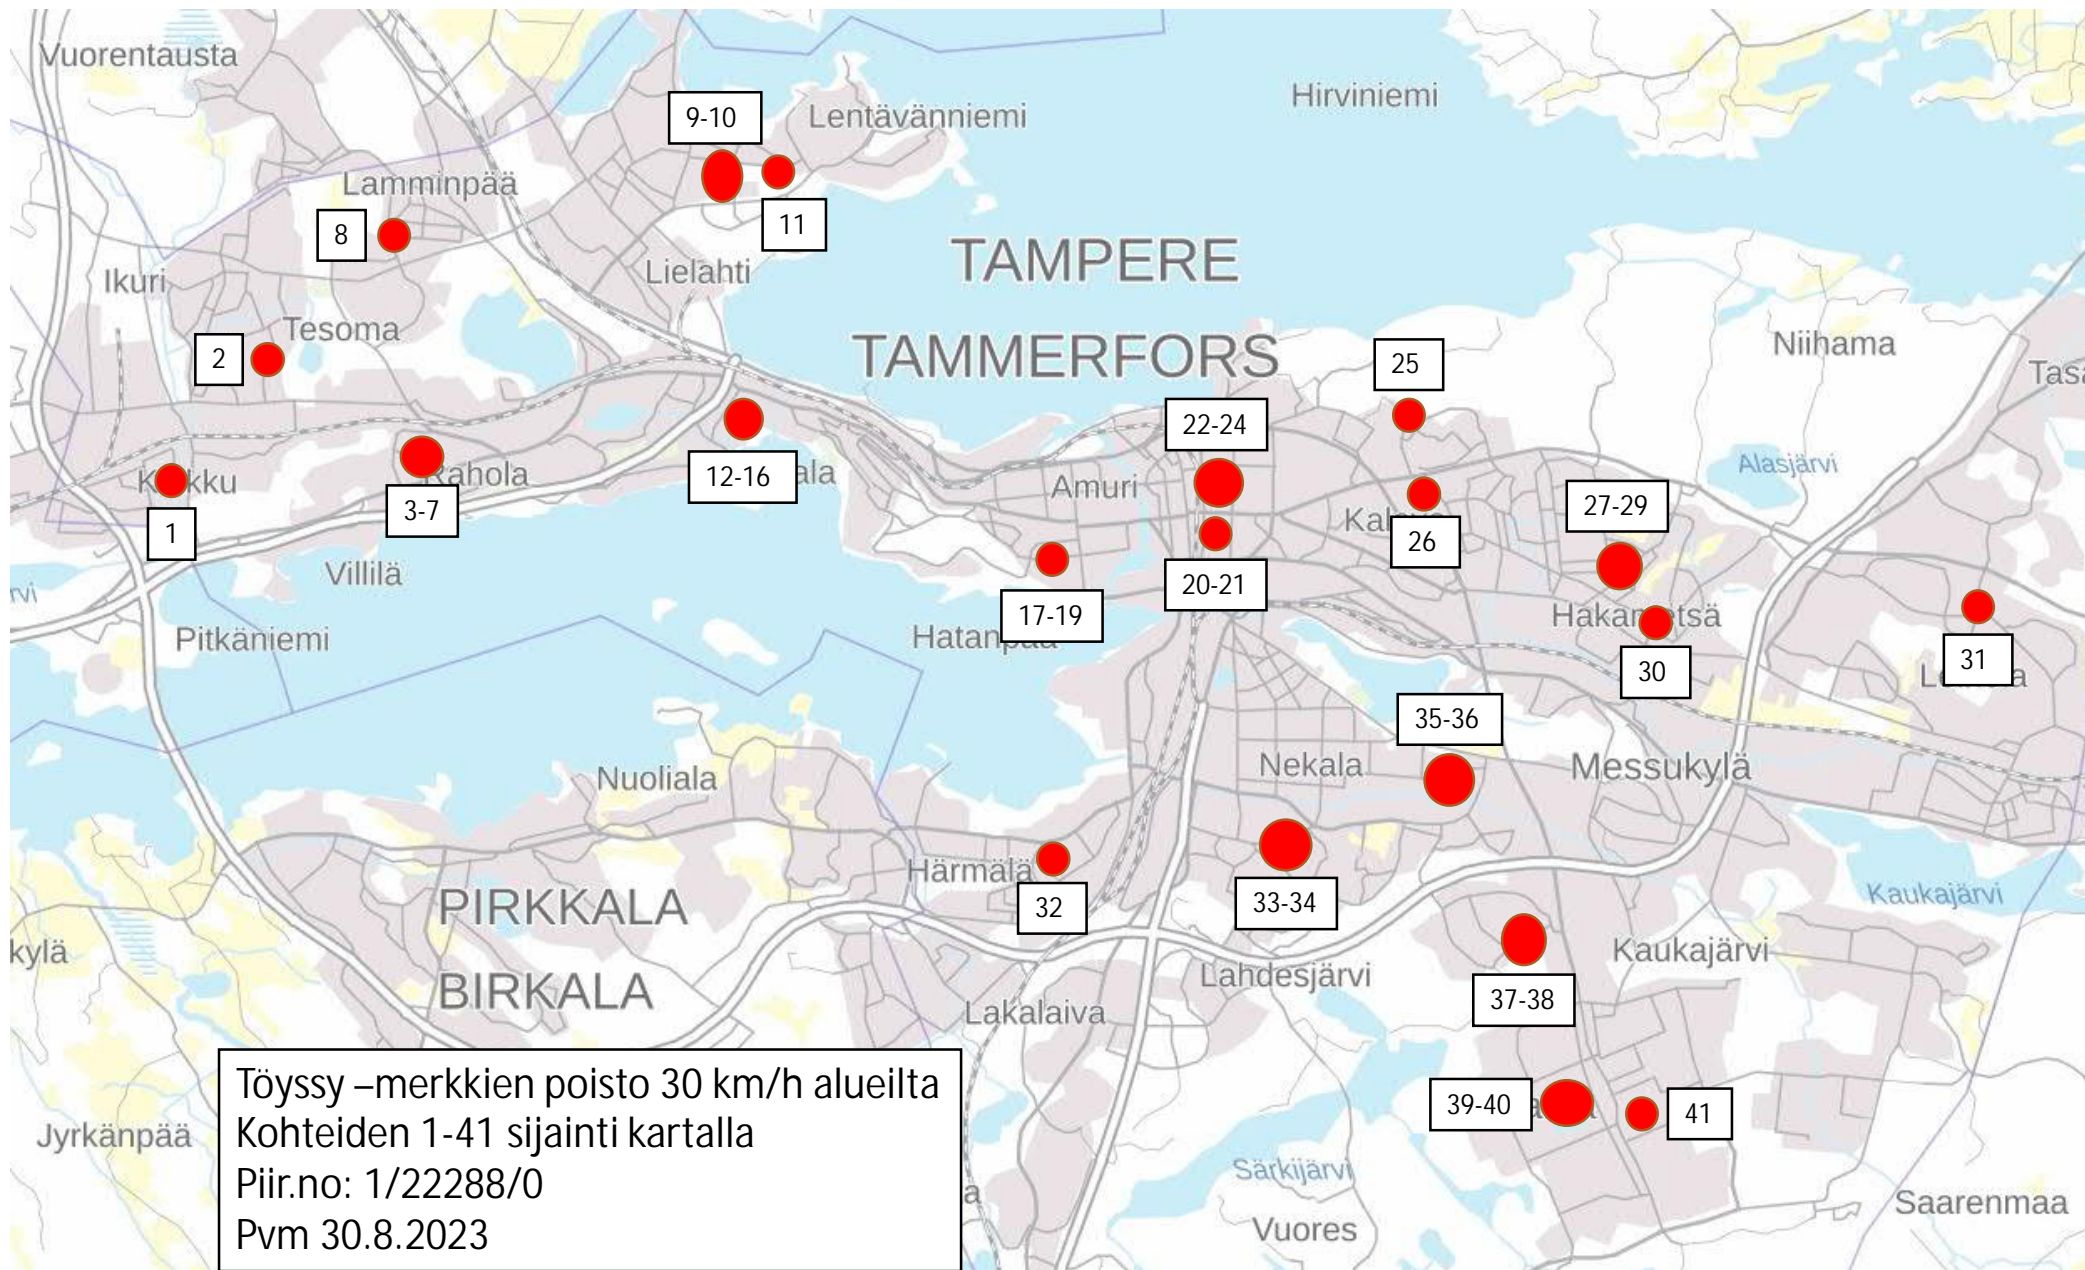 Vuorentausta
9-10
Lentävänniemi
Hirviniemi
Lamminpää
8
11
Ikuri
Lielahti
TAMPERE
TAMMERFORS
Tesoma
2
Niihama
25
22-24
Alasjärvi
Rahola
12-16
Amuri
3-7
1
27-29
26
Villilä
20-21
17-19
Pitkäniemi
30
31
35-36
Nuoliala
Nekala
Messukylä
Härmälä
32
33-34
PIRKKALA
BIRKALA
Kaukajärvi
Kaukajärvi
Lahdesjärvi
37-38
Lakalaiva
39-40
41
Töyssy –merkkien poisto 30 km/h alueilta
Kohteiden 1-41 sijainti kartalla
Piir.no: 1/22288/0
Pvm 30.8.2023
Jyrkänpää
Särkijärvi
Vuores
Saarenmaa